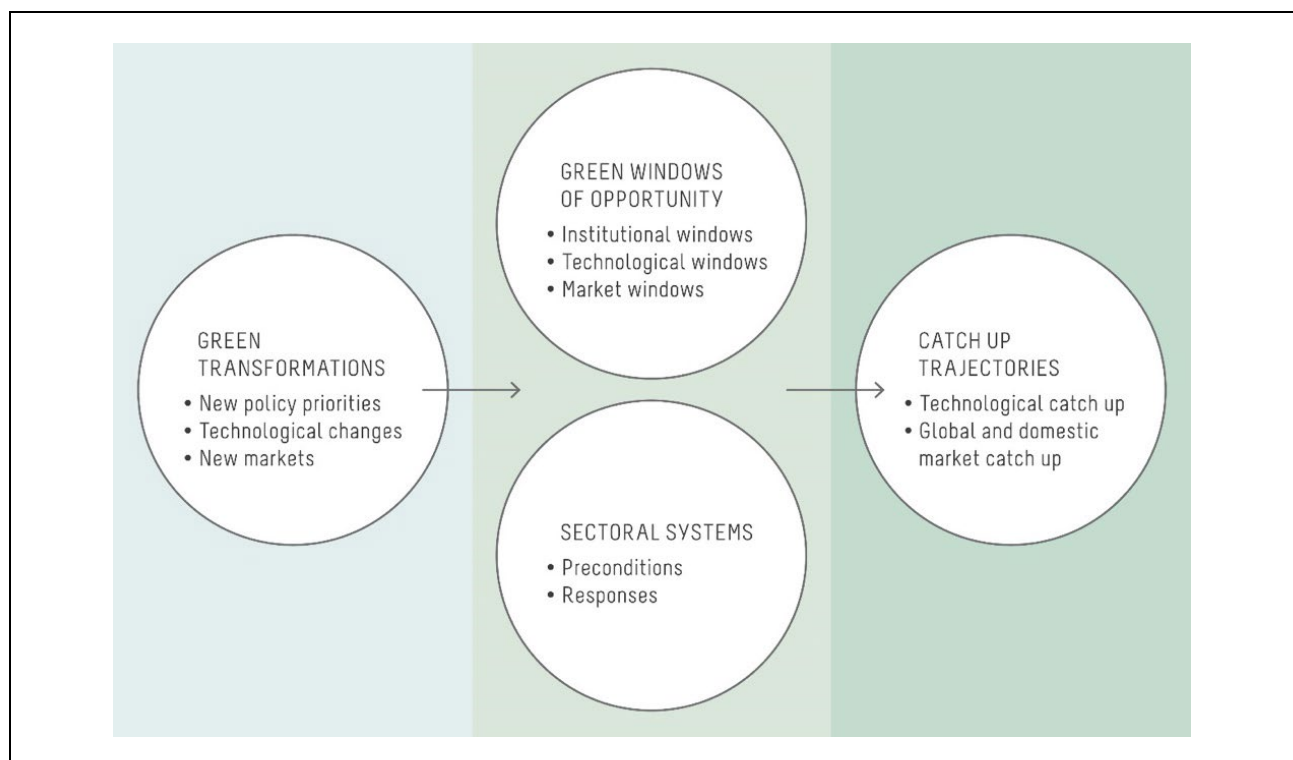 GREEN
TRANSFORMATIONS
• New policy priorities
• Technological changes
• New markets
GREEN WINDOWS
OF OPPORTUNITY
• Institutional windows
• Technological windows
• Market windows
SECTORAL SYSTEMS
• Preconditions
• Responses
CATCH UP
TRAJECTORIES
• Technological catch up
• Global and domestic
market catch up